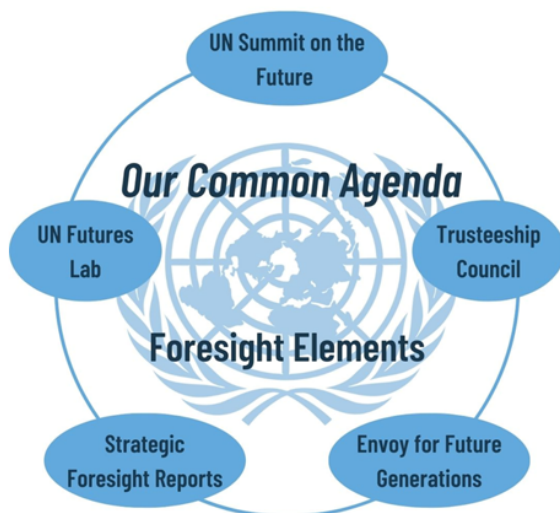 UN Summit on the
Future
Our Common Agenda
UN Futures
Lab
Trusteeship
Council
Foresight Elements
Strategic
Foresight Reports
Envoy for Future
Generations